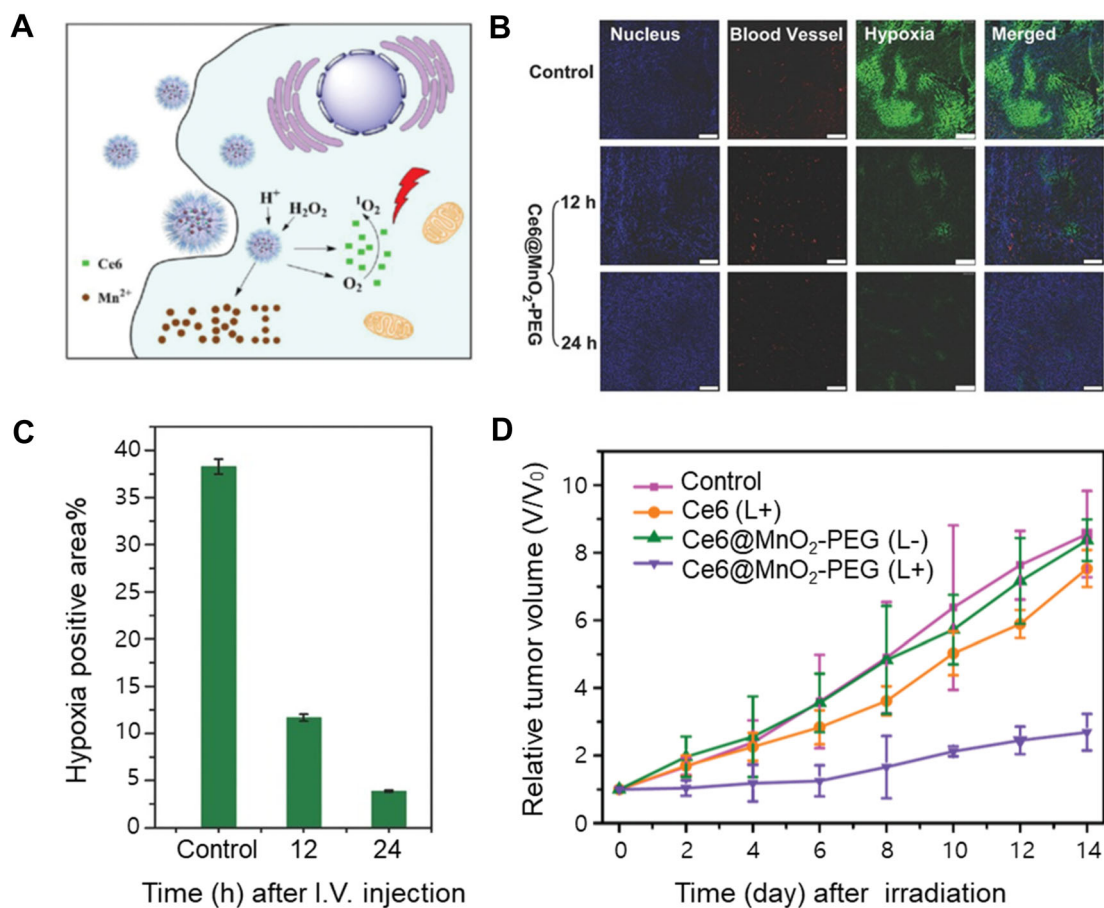 A
H⁺
H₂O₂
¹O₂
O₂
Ce6
Mn²⁺
MRI
B
Nucleus
Blood Vessel
Hypoxia
Merged
Control
12 h
24 h
Ce6@MnO₂-PEG
C
Hypoxia positive area%
40
35
30
25
20
15
10
5
0
Control 12 24
Time (h) after I.V. injection
D
Relative tumor volume (V/V₀)
10
8
6
4
2
0
Control
Ce6 (L+)
Ce6@MnO₂-PEG (L-)
Ce6@MnO₂-PEG (L+)
0 2 4 6 8 10 12 14
Time (day) after irradiation